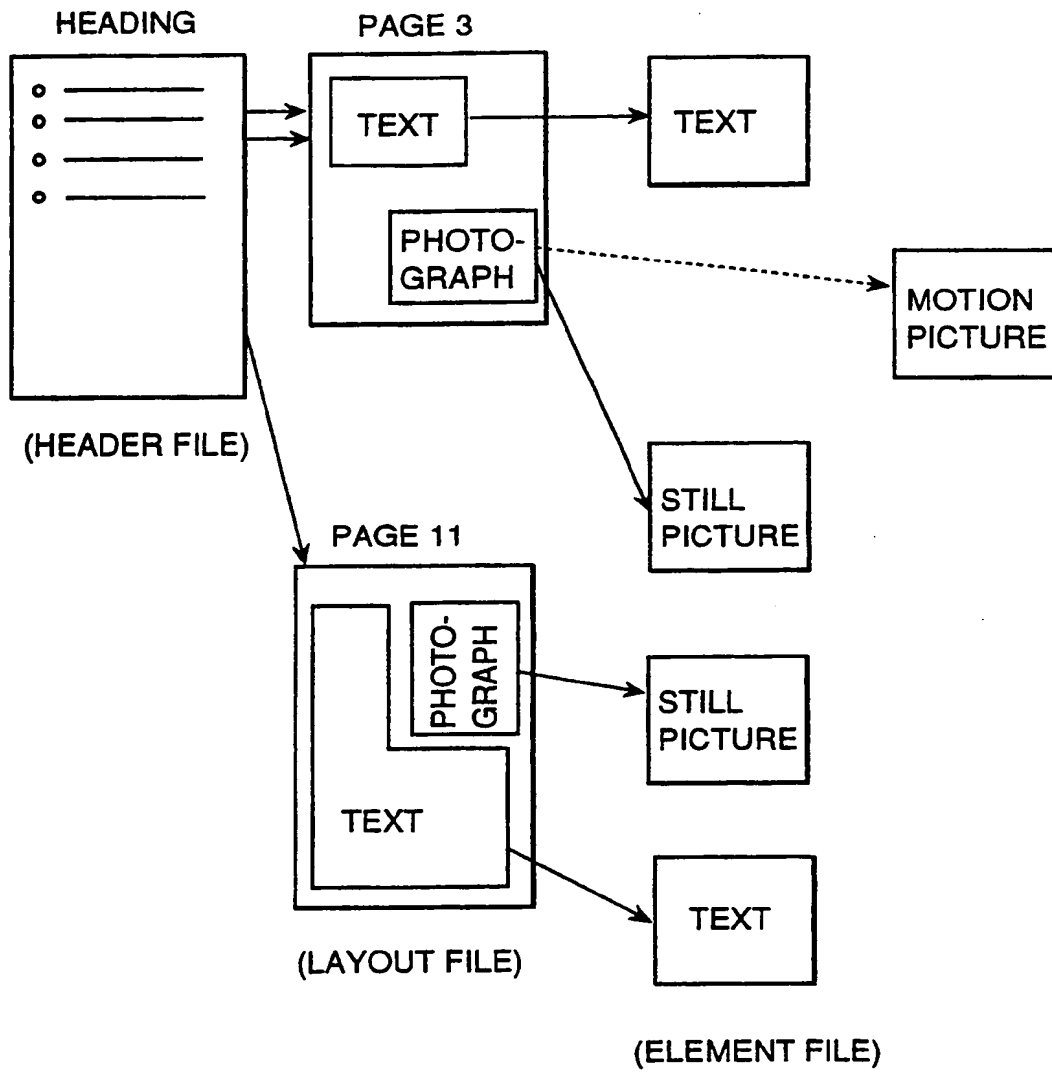 HEADING
PAGE 3
TEXT
TEXT
PHOTO-
GRAPH
MOTION
PICTURE
(HEADER FILE)
STILL
PICTURE
PAGE 11
PHOTO-
GRAPH
STILL
PICTURE
TEXT
TEXT
(LAYOUT FILE)
(ELEMENT FILE)